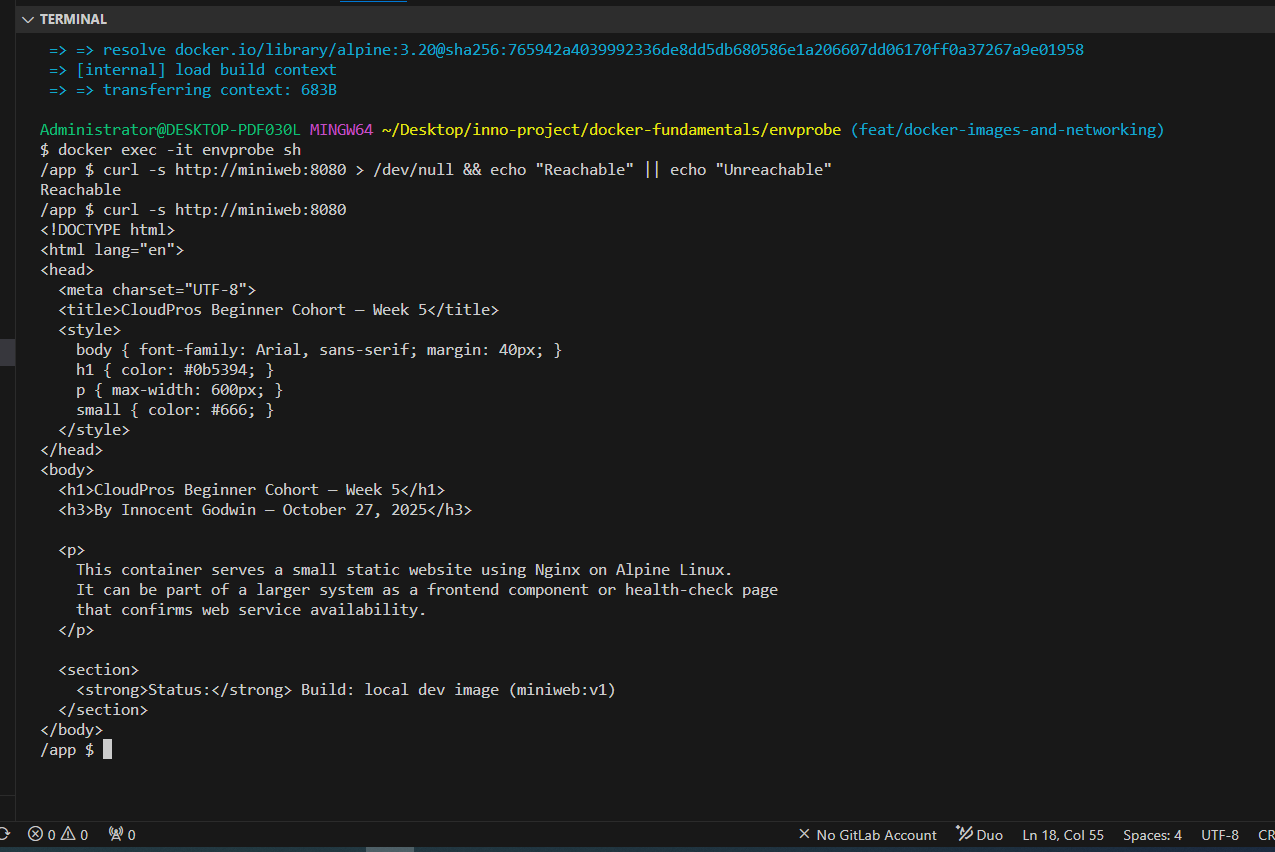 TERMINAL
=> => resolve docker.io/library/alpine:3.20@sha256:765942a4039992336de8dd5db680586e1a206607dd06170ff0a37267a9e01958
=> [internal] load build context
=> => transferring context: 683B
Administrator@DESKTOP-PDF030L MINGW64 ~/Desktop/inno-project/docker-fundamentals/envprobe (feat/docker-images-and-networking)
$ docker exec -it envprobe sh
/app $ curl -s http://miniweb:8080 > /dev/null && echo "Reachable" || echo "Unreachable"
Reachable
/app $ curl -s http://miniweb:8080
<!DOCTYPE html>
<html lang="en">
<head>
  <meta charset="UTF-8">
  <title>CloudPros Beginner Cohort – Week 5</title>
  <style>
    body { font-family: Arial, sans-serif; margin: 40px; }
    h1 { color: #0b5394; }
    p { max-width: 600px; }
    small { color: #666; }
  </style>
</head>
<body>
  <h1>CloudPros Beginner Cohort – Week 5</h1>
  <h3>By Innocent Godwin – October 27, 2025</h3>
  <p>
    This container serves a small static website using Nginx on Alpine Linux.
    It can be part of a larger system as a frontend component or health-check page
    that confirms web service availability.
  </p>
  <section>
    <strong>Status:</strong> Build: local dev image (miniweb:v1)
  </section>
</body>
/app $
0 0 0 No GitLab Account Duo Ln 18, Col 55 Spaces: 4 UTF-8 CR